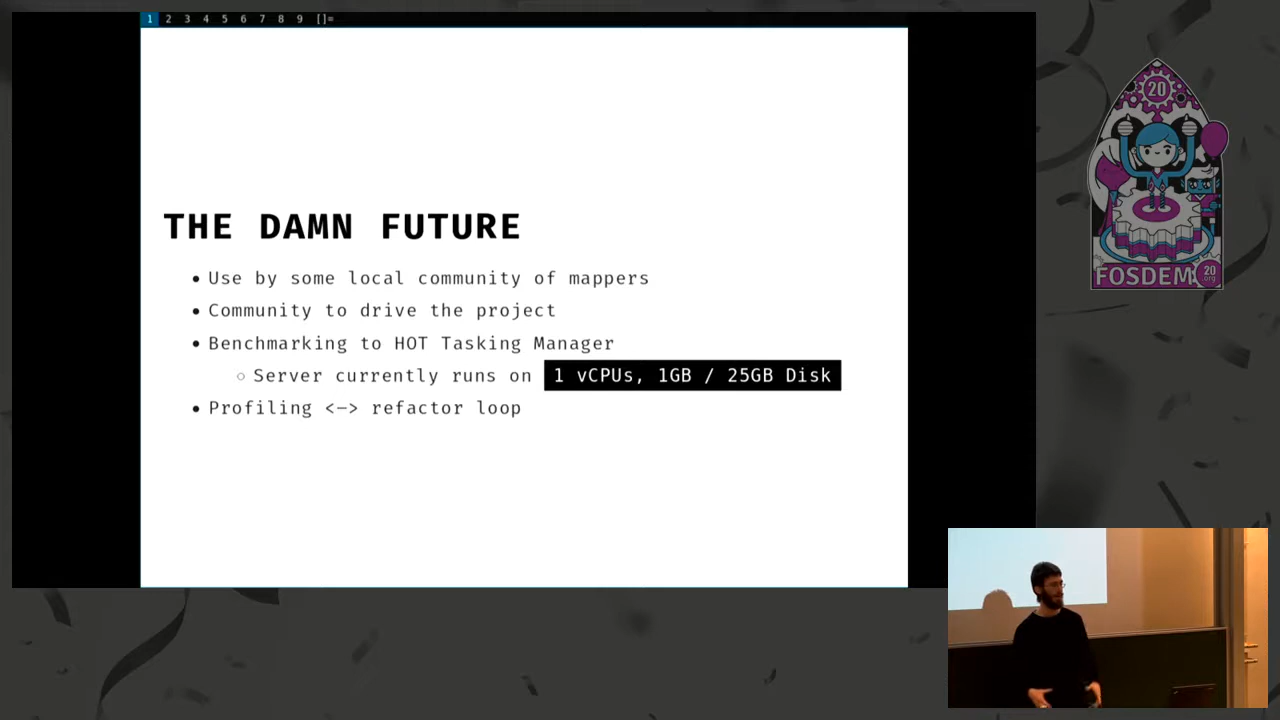 1 2 3 4 5 6 7 8 9 []=
THE DAMN FUTURE
• Use by some local community of mappers
• Community to drive the project
• Benchmarking to HOT Tasking Manager
○ Server currently runs on 1 vCPUs, 1GB / 25GB Disk
• Profiling <—> refactor loop
20
FOSDEM 20
.org